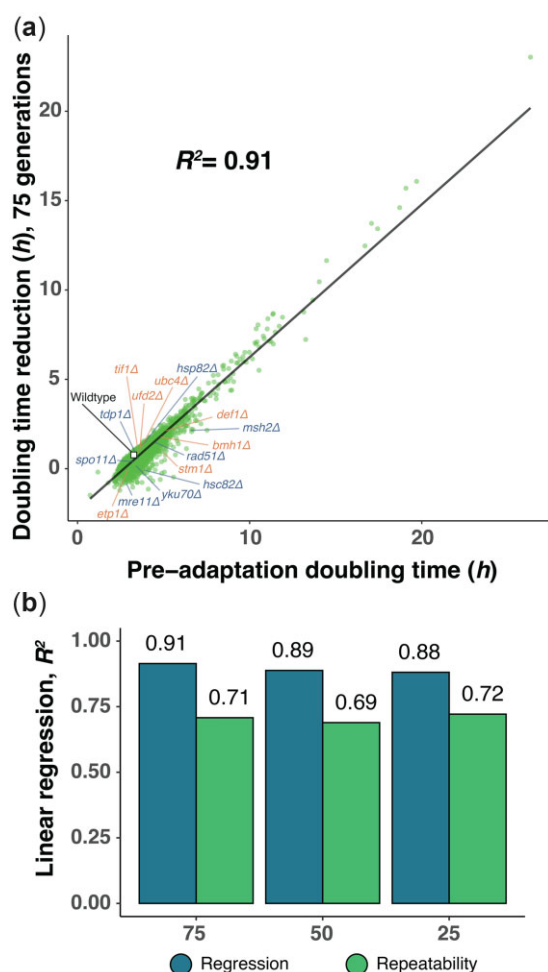 (a)
Doubling time reduction (h), 75 generations
20
15
10
5
0
R²= 0.91
tif1Δ
hsp82Δ
ubc4Δ
ufd2Δ
Wildtype
tdp1Δ
def1Δ
msh2Δ
bmh1Δ
spo11Δ
rad51Δ
stm1Δ
hsc82Δ
yku70Δ
mre11Δ
etp1Δ
0
10
20
Pre–adaptation doubling time (h)
(b)
Linear regression, R²
1.00
0.75
0.50
0.25
0.00
0.91
0.71
0.89
0.69
0.88
0.72
75
50
25
Regression
Repeatability